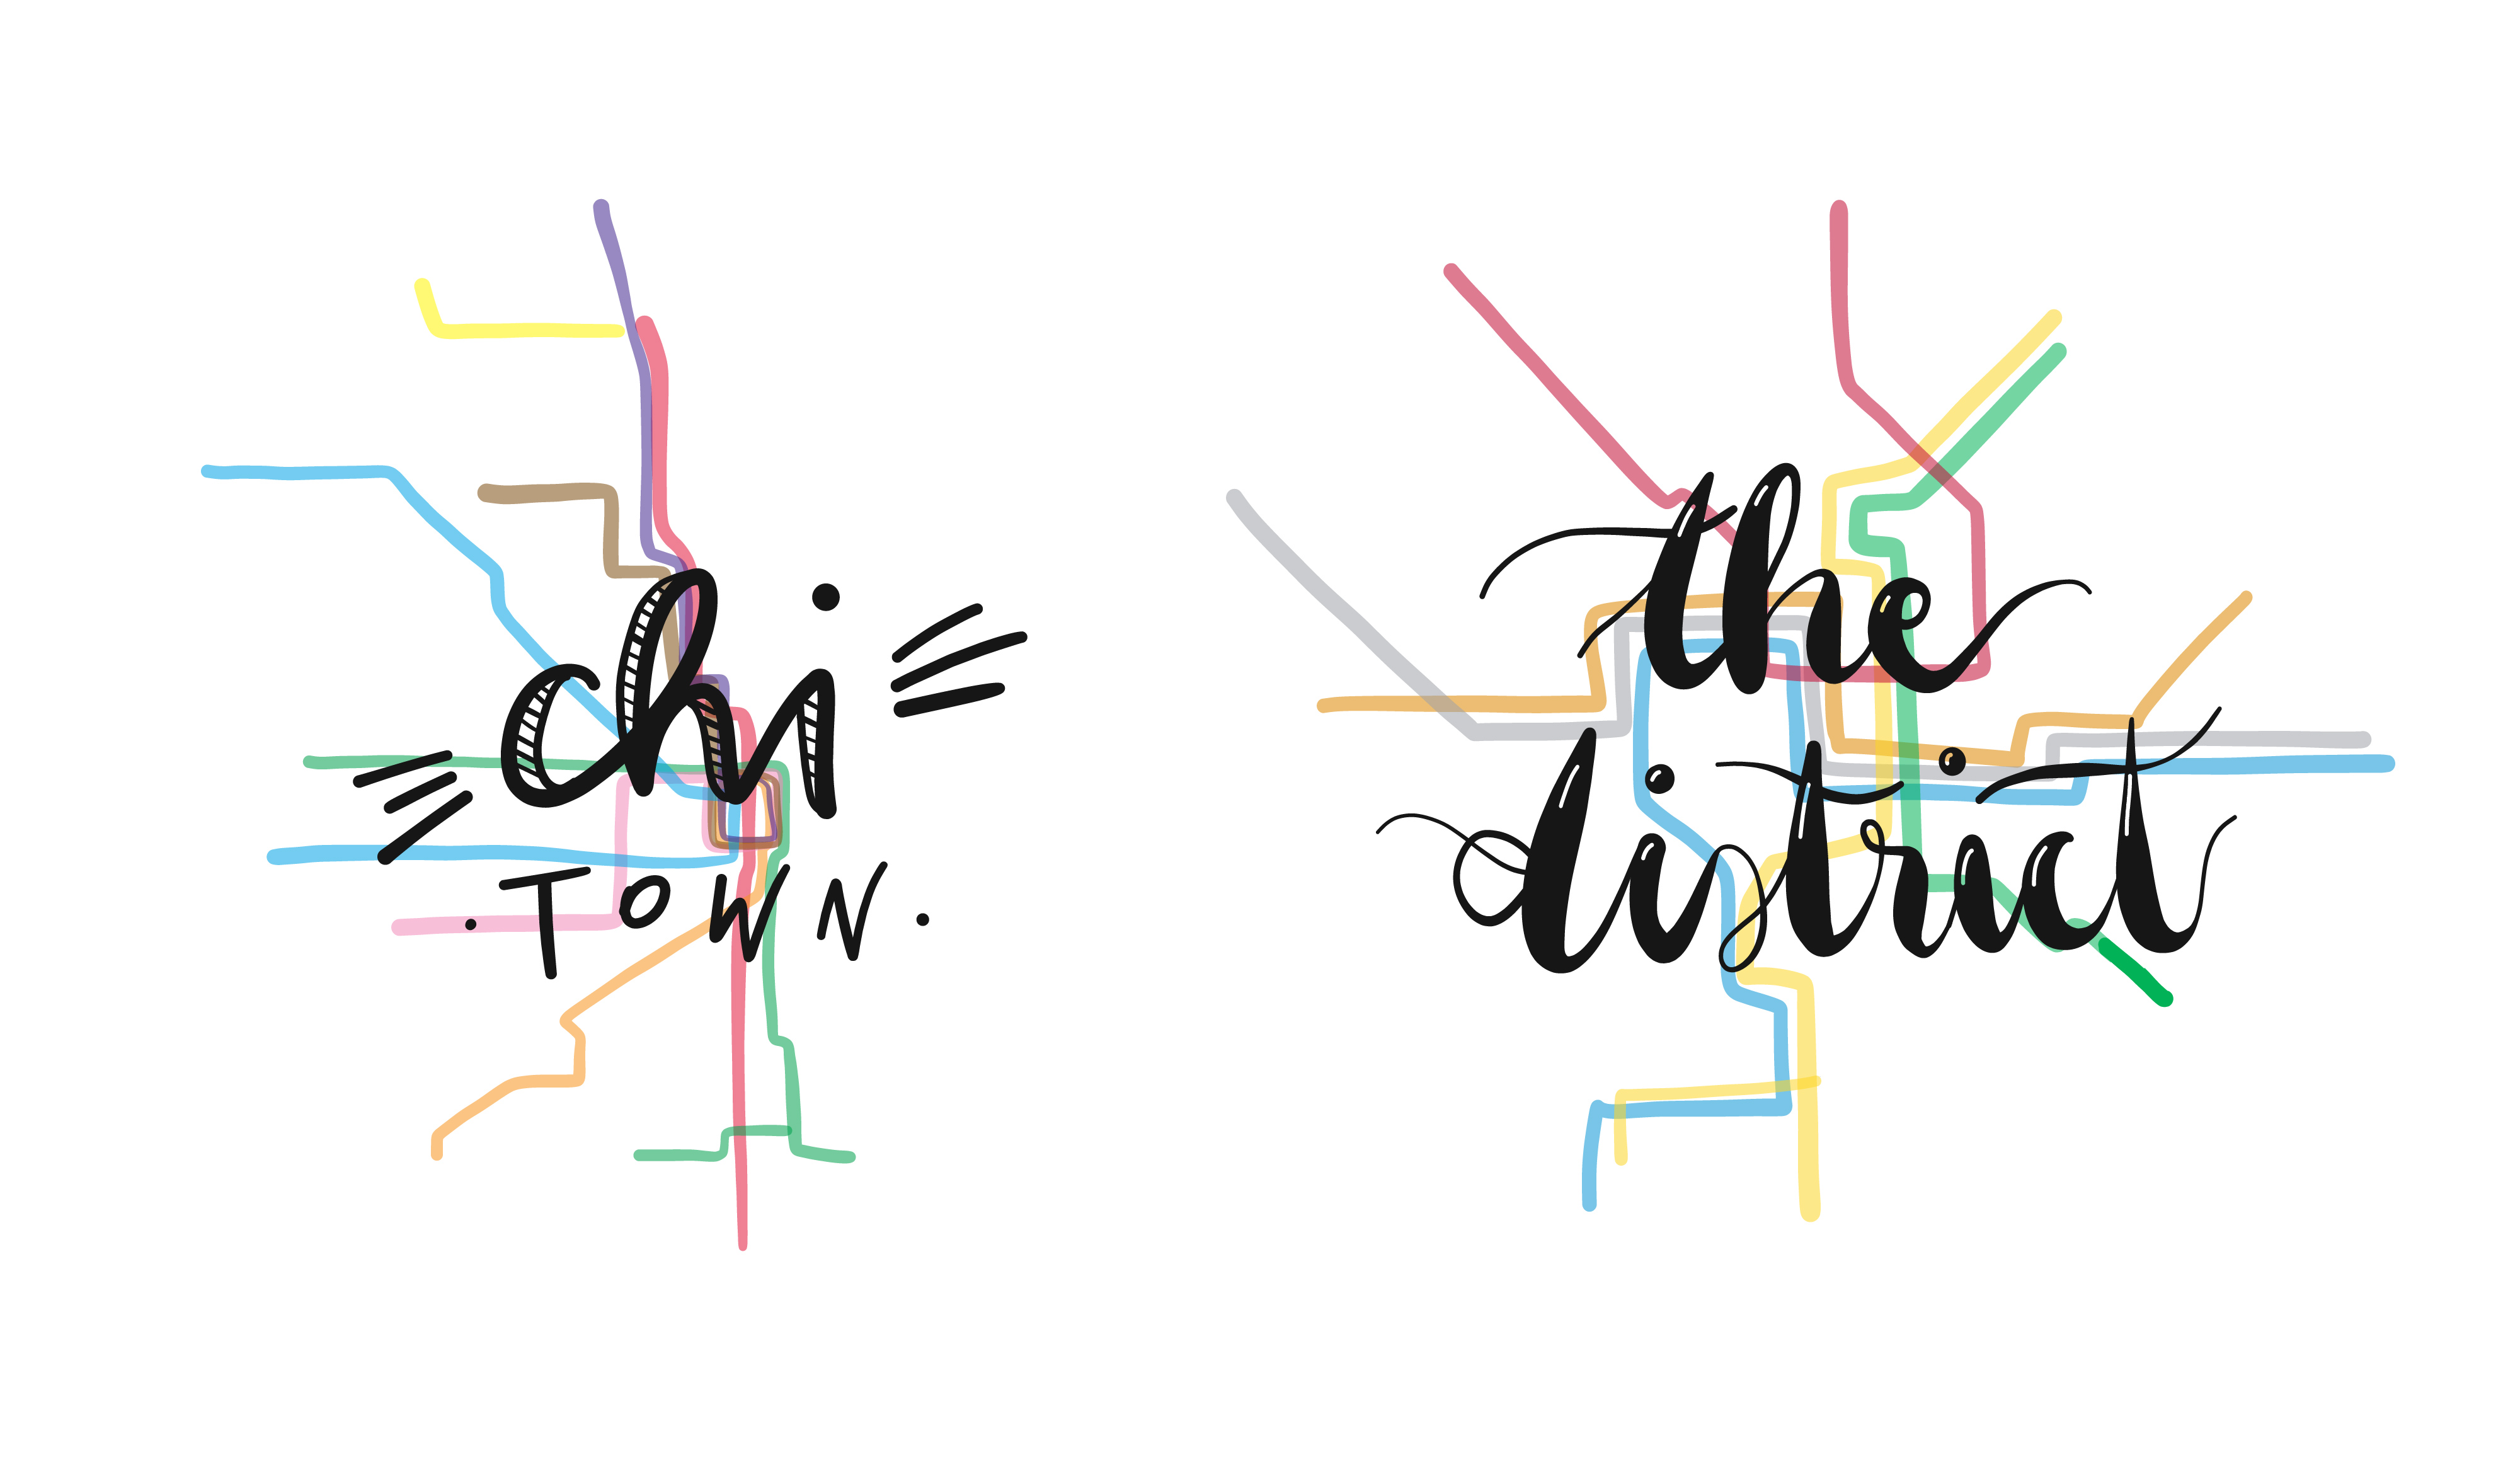 chi
. TOWN .
the
district